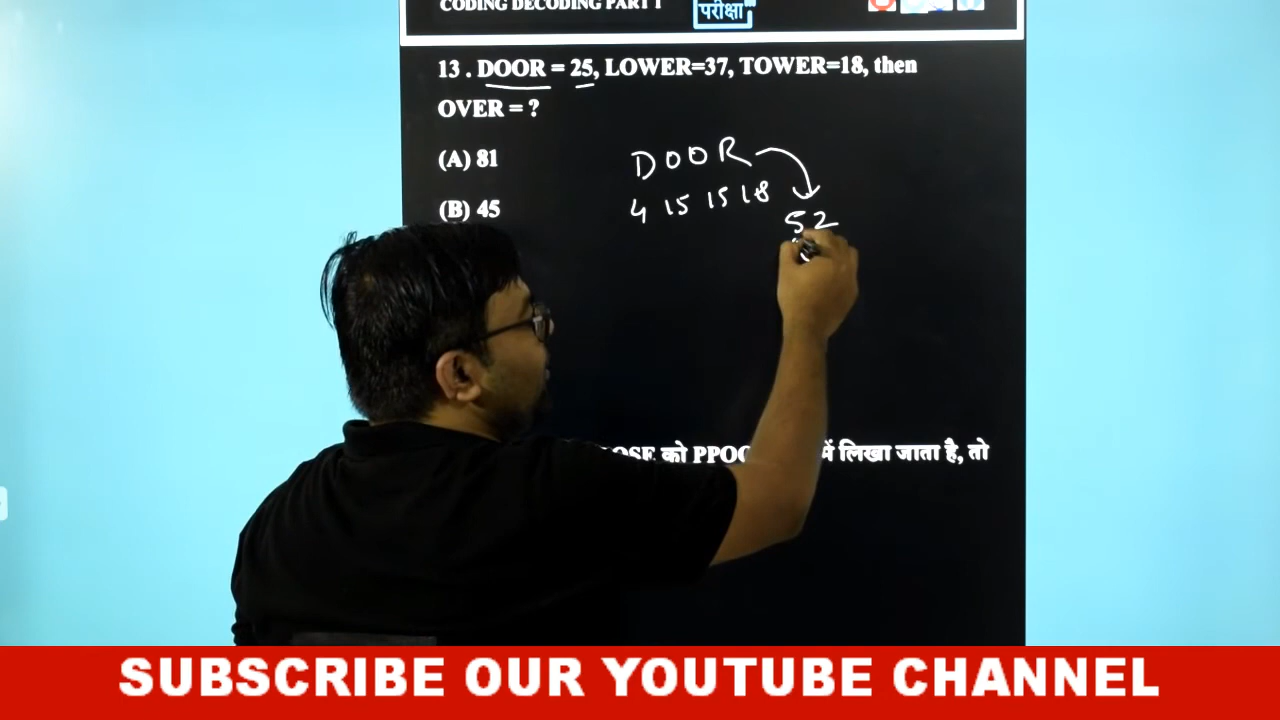 CODING DECODING PART I
परीक्षा
13 . DOOR = 25, LOWER=37, TOWER=18, then
OVER = ?
(A) 81
DOOR
4 15 15 18
(B) 45
52
को PPO
में लिखा जाता है, तो
SUBSCRIBE OUR YOUTUBE CHANNEL